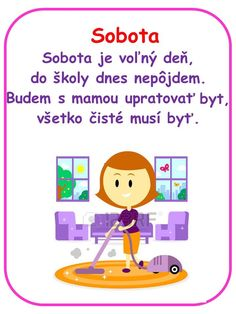 Sobota
Sobota je voľný deň,
do školy dnes nepôjdem.
Budem s mamou upratovať byt,
všetko čisté musí byť.